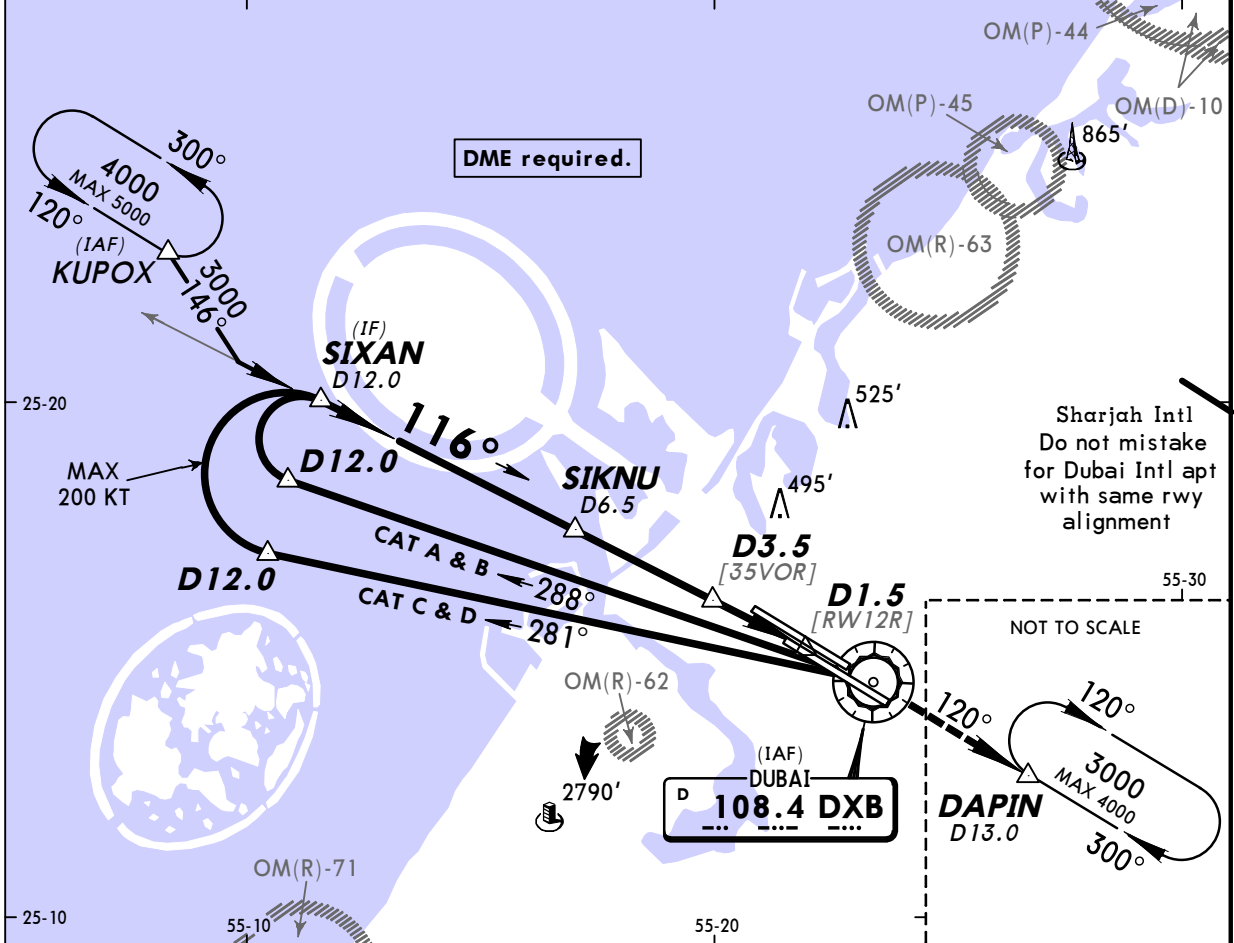 OM(P)-44
OM(P)-45
OM(D)-10
865'
DME required.
300°
4000
MAX 5000
120°
(IAF)
KUPOX
3000
146°
OM(R)-63
(IF)
SIXAN
D12.0
25-20
116°
525'
Sharjah Intl
Do not mistake
for Dubai Intl apt
with same rwy
alignment
MAX
200 KT
D12.0
SIKNU
D6.5
495'
D3.5
[35VOR]
CAT A & B
288°
D12.0
CAT C & D
281°
D1.5
[RW12R]
55-30
NOT TO SCALE
OM(R)-62
120°
120°
3000
MAX 4000
300°
DAPIN
D13.0
(IAF)
DUBAI
D 108.4 DXB
2790'
OM(R)-71
25-10
55-10
55-20